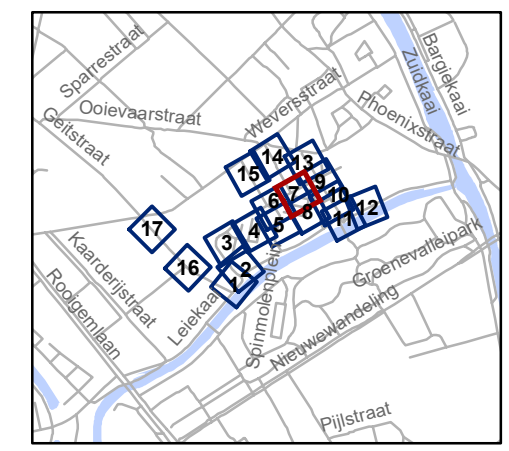 Sparrestraat
Ooievaarstraat
Geitstraat
Weversstraat
Phoenixstraat
Zuidkaai
Bargiekaai
14
13
15
9
7
10
6
8
12
11
5
4
3
17
16
2
1
Kaarderijstraat
Rooigemlaan
Leiekaai
Spinmolenplein
Groenevalleipark
Nieuwewandeling
Pijlstraat